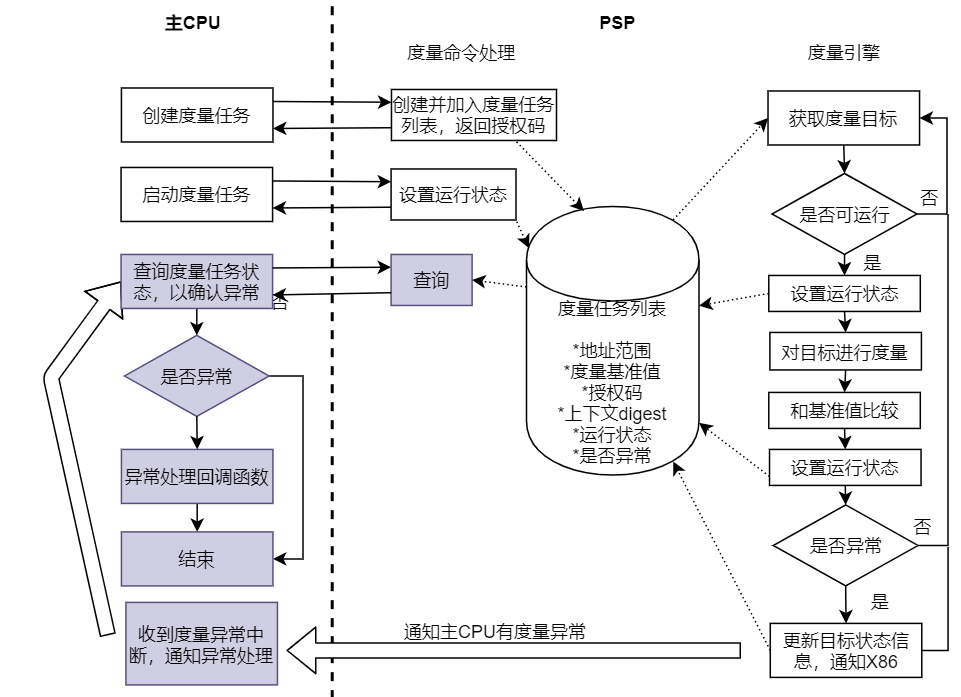 主CPU
PSP
度量命令处理
度量引擎
创建度量任务
创建并加入度量任务
列表，返回授权码
获取度量目标
启动度量任务
设置运行状态
是否可运行
否
是
查询度量任务状
态，以确认异常
否
查询
设置运行状态
度量任务列表
*地址范围
*度量基准值
*授权码
*上下文digest
*运行状态
*是否异常
对目标进行度量
是否异常
和基准值比较
异常处理回调函数
设置运行状态
否
结束
是否异常
是
收到度量异常中
断，通知异常处理
通知主CPU有度量异常
更新目标状态信
息，通知X86